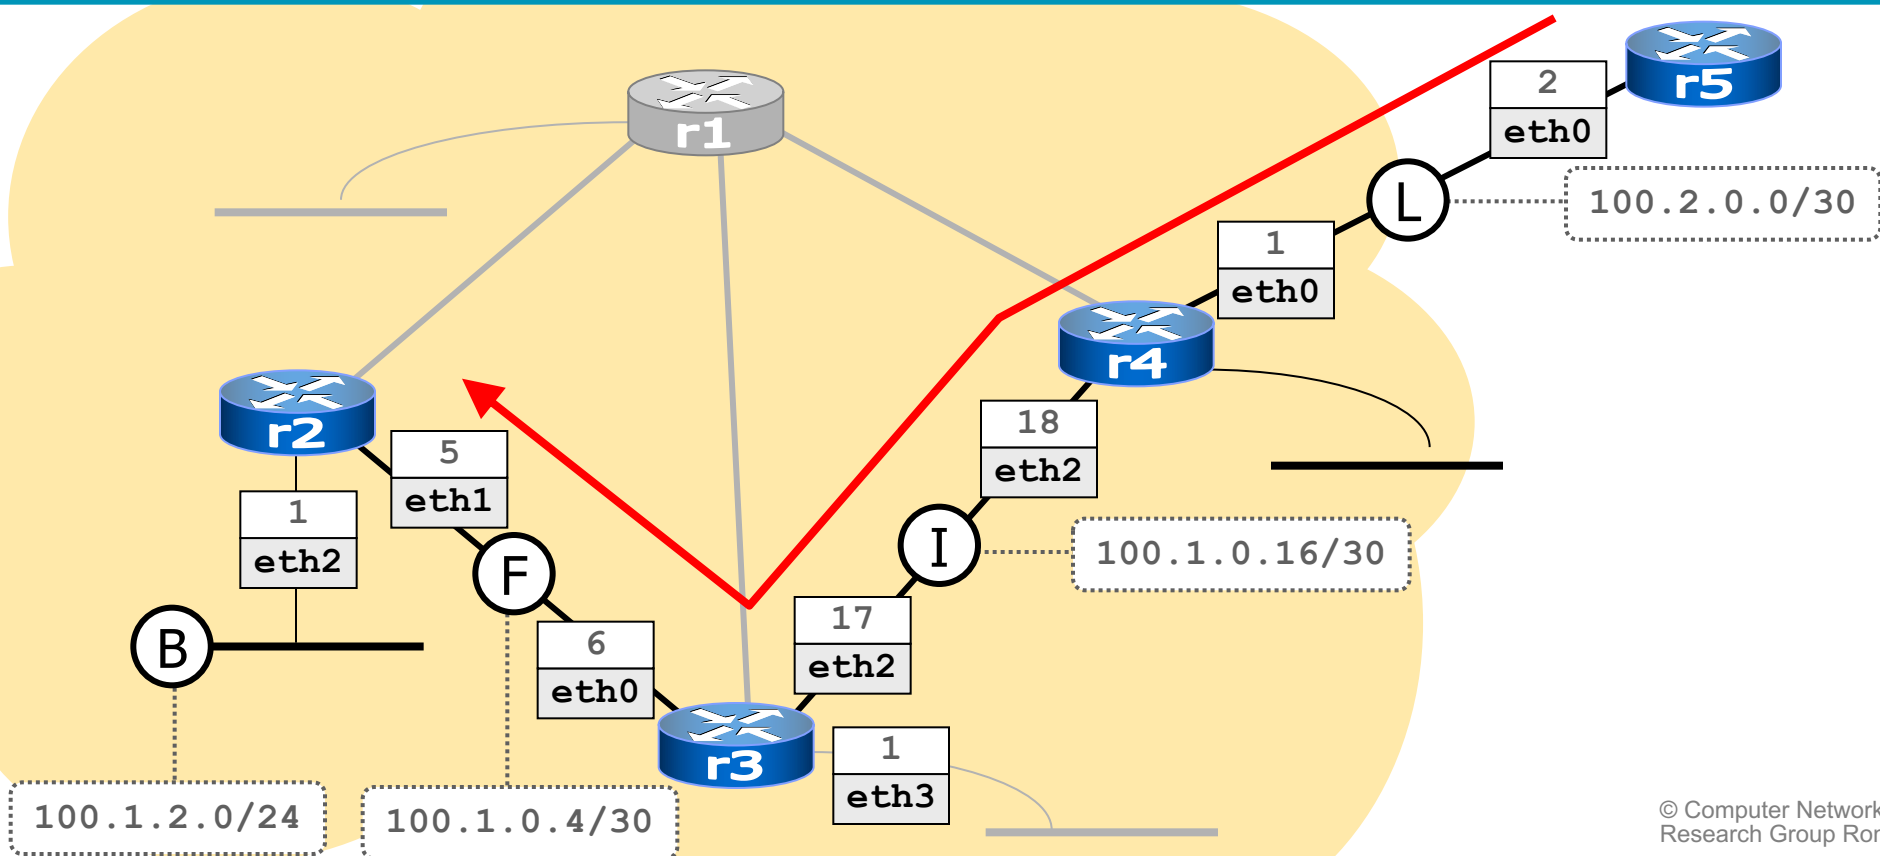 r1
2
eth0
r5
L
100.2.0.0/30
1
eth0
r4
r2
5
eth1
18
eth2
1
eth2
F
I
100.1.0.16/30
B
6
eth0
17
eth2
r3
1
eth3
100.1.2.0/24
100.1.0.4/30
© Computer Network
Research Group